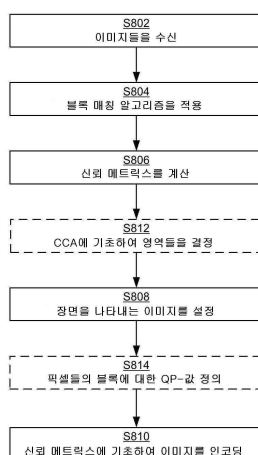 S802
이미지들을 수신
S804
블록 매칭 알고리즘을 적용
S806
신뢰 메트릭스를 계산
S812
CCA에 기초하여 영역들을 결정
S808
장면을 나타내는 이미지를 설정
S814
픽셀들의 블록에 대한 QP-값 정의
S810
신뢰 메트릭스에 기초하여 이미지를 인코딩